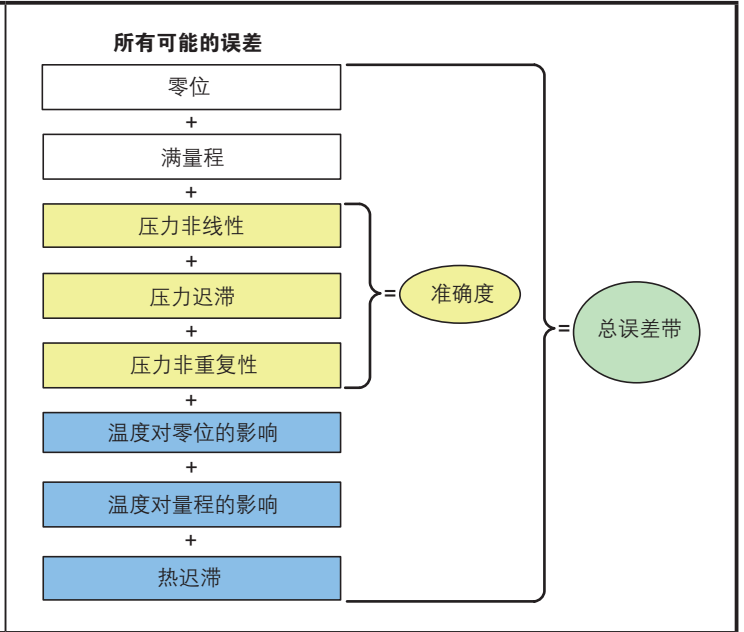 所有可能的误差
零位
+
满量程
+
压力非线性
+
压力迟滞
+
压力非重复性
+
温度对零位的影响
+
温度对量程的影响
+
热迟滞
=
准确度
=
总误差带